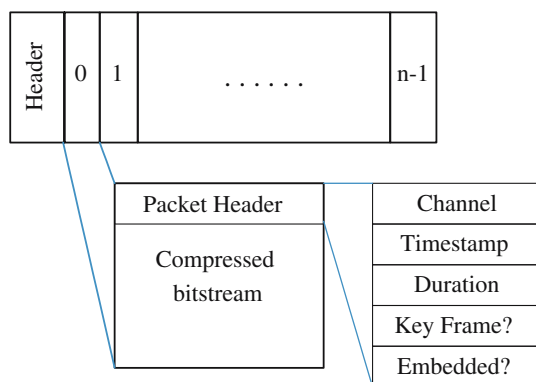 Header
0
1
. . . . . .
n-1
Packet Header
Compressed
bitstream
Channel
Timestamp
Duration
Key Frame?
Embedded?